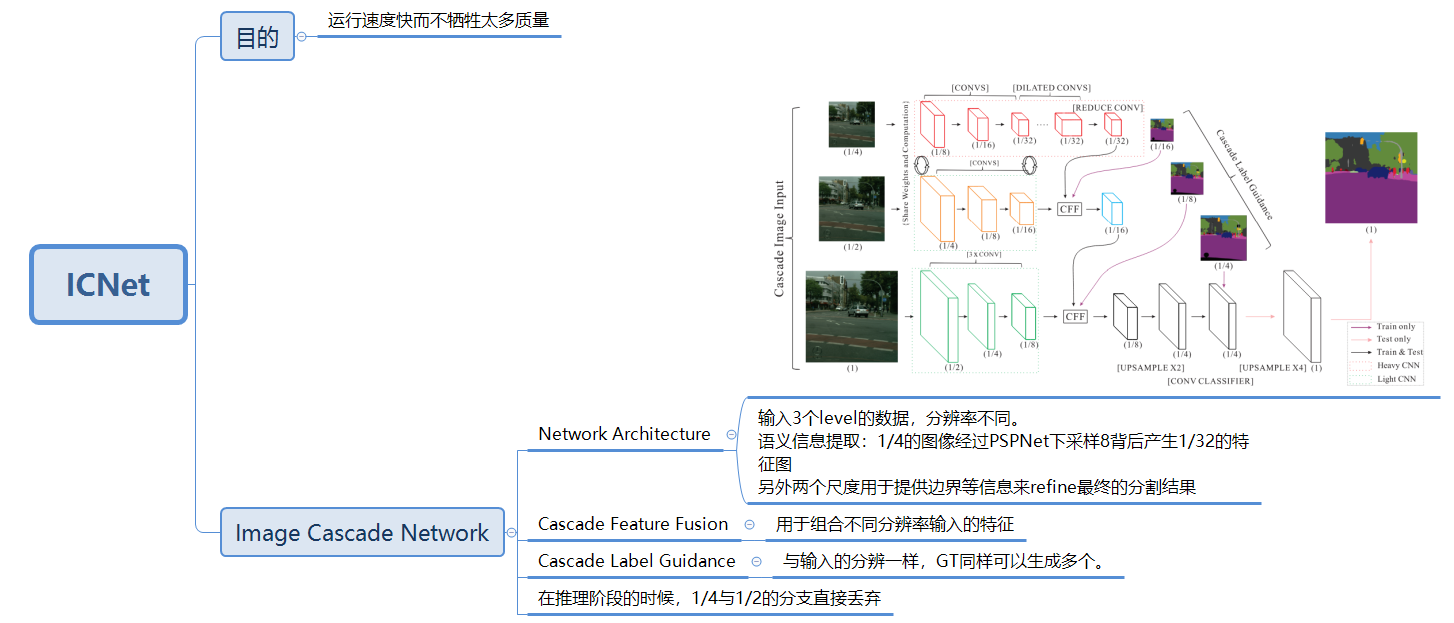 目的
运行速度快而不牺牲太多质量
ICNet
[CONVS]
[DILATED CONVS]
[REDUCE CONV]
(1/4)
(1/8)
(1/16)
(1/32)
(1/32)
(1/32)
(1/16)
[Share Weights and Computation]
Cascade Label Guidance
Cascade Image Input
[CONVS]
(1/2)
(1/4)
(1/8)
(1/16)
CFF
(1/16)
(1/8)
(1/4)
(1)
[3 X CONV]
(1)
(1/2)
(1/4)
(1/8)
CFF
(1/8)
(1/4)
(1/4)
(1)
[UPSAMPLE X2]
[UPSAMPLE X4]
[CONV CLASSIFIER]
Train only
Test only
Train & Test
Heavy CNN
Light CNN
Image Cascade Network
Network Architecture
输入3个level的数据，分辨率不同。
语义信息提取：1/4的图像经过PSPNet下采样8背后产生1/32的特
征图
另外两个尺度用于提供边界等信息来refine最终的分割结果
Cascade Feature Fusion
用于组合不同分辨率输入的特征
Cascade Label Guidance
与输入的分辨一样，GT同样可以生成多个。
在推理阶段的时候，1/4与1/2的分支直接丢弃